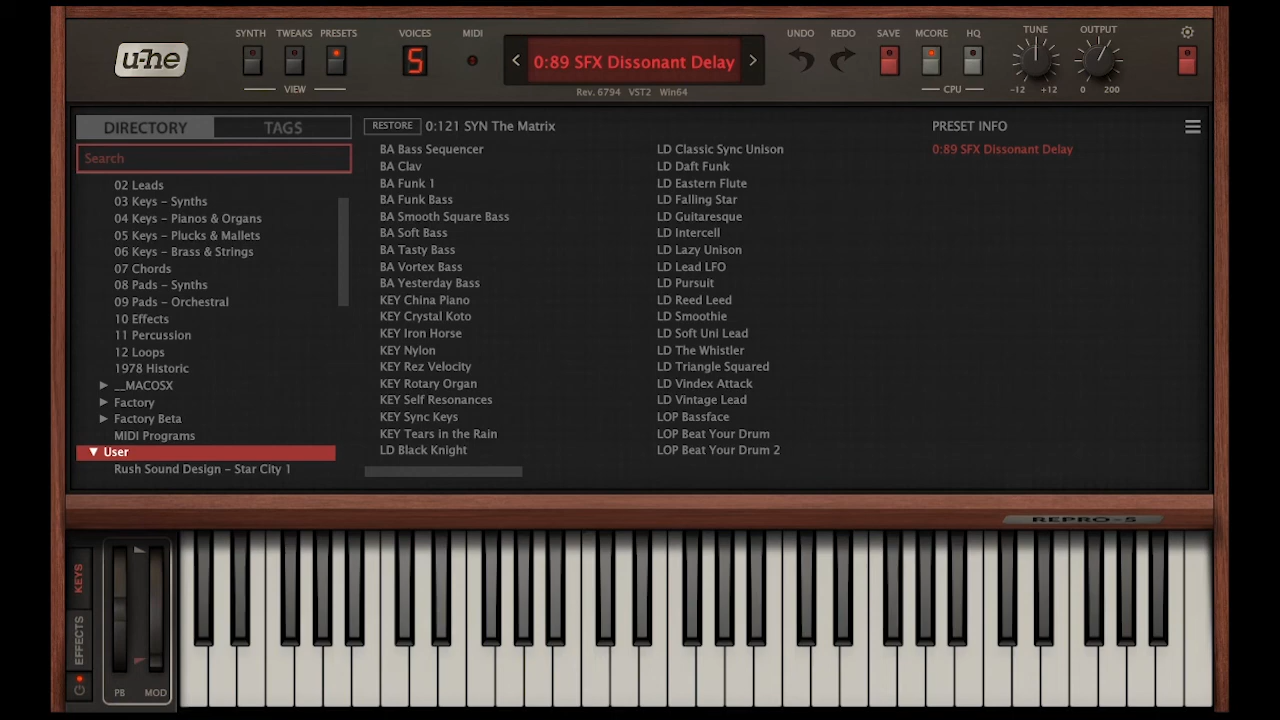 SYNTH TWEAKS PRESETS VOICES MIDI UNDO REDO SAVE MCORE HQ TUNE OUTPUT
u-he
5
0:89 SFX Dissonant Delay
VIEW
Rev. 6794 VST2 Win64
CPU
-12 +12 0 200
DIRECTORY TAGS
Search
02 Leads
03 Keys - Synths
04 Keys - Pianos & Organs
05 Keys - Plucks & Mallets
06 Keys - Brass & Strings
07 Chords
08 Pads - Synths
09 Pads - Orchestral
10 Effects
11 Percussion
12 Loops
1978 Historic
__MACOSX
Factory
Factory Beta
MIDI Programs
User
Rush Sound Design - Star City 1
RESTORE 0:121 SYN The Matrix
BA Bass Sequencer
BA Clav
BA Funk 1
BA Funk Bass
BA Smooth Square Bass
BA Soft Bass
BA Tasty Bass
BA Vortex Bass
BA Yesterday Bass
KEY China Piano
KEY Crystal Koto
KEY Iron Horse
KEY Nylon
KEY Rez Velocity
KEY Rotary Organ
KEY Self Resonances
KEY Sync Keys
KEY Tears in the Rain
LD Black Knight
LD Classic Sync Unison
LD Daft Funk
LD Eastern Flute
LD Falling Star
LD Guitaresque
LD Intercell
LD Lazy Unison
LD Lead LFO
LD Pursuit
LD Reed Leed
LD Smoothie
LD Soft Uni Lead
LD The Whistler
LD Triangle Squared
LD Vindex Attack
LD Vintage Lead
LOP Bassface
LOP Beat Your Drum
LOP Beat Your Drum 2
PRESET INFO
0:89 SFX Dissonant Delay
REPRO-5
KEYS
EFFECTS
PB MOD